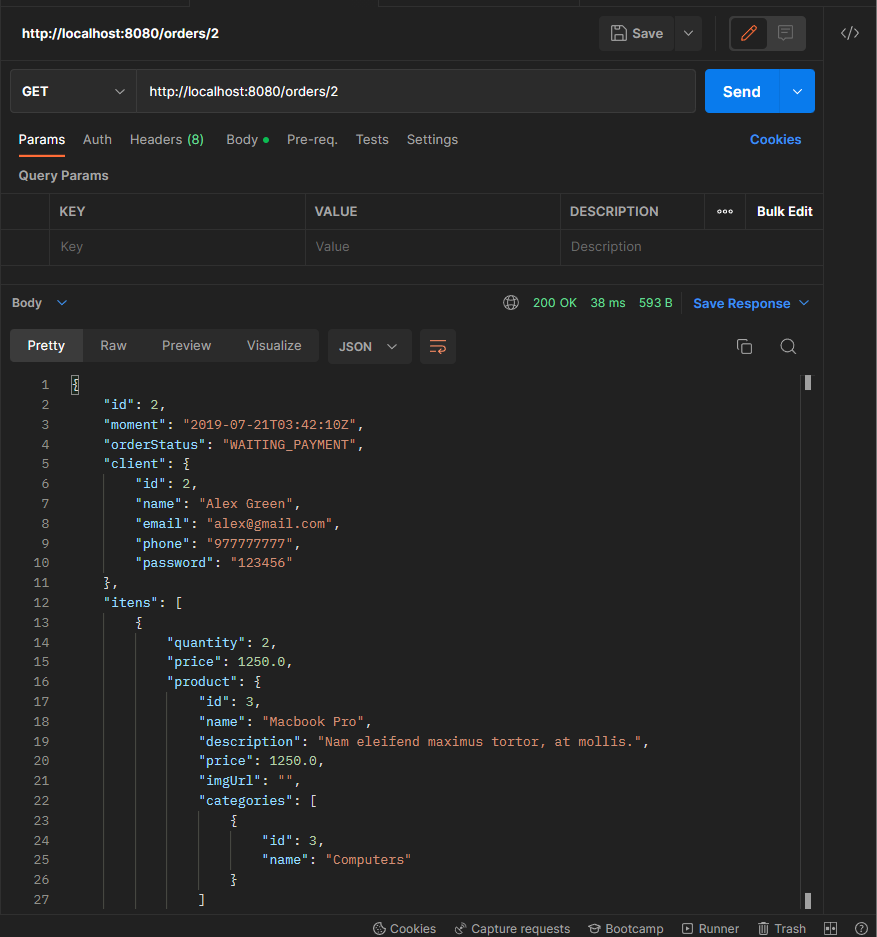 http://localhost:8080/orders/2 Save </>
GET http://localhost:8080/orders/2 Send
Params Auth Headers (8) Body Pre-req. Tests Settings Cookies
Query Params
KEY VALUE DESCRIPTION ooo Bulk Edit
Key Value Description
Body 200 OK 38 ms 593 B Save Response
Pretty Raw Preview Visualize JSON
1 {
2 "id": 2,
3 "moment": "2019-07-21T03:42:10Z",
4 "orderStatus": "WAITING_PAYMENT",
5 "client": {
6 "id": 2,
7 "name": "Alex Green",
8 "email": "alex@gmail.com",
9 "phone": "977777777",
10 "password": "123456"
11 },
12 "itens": [
13 {
14 "quantity": 2,
15 "price": 1250.0,
16 "product": {
17 "id": 3,
18 "name": "Macbook Pro",
19 "description": "Nam eleifend maximus tortor, at mollis.",
20 "price": 1250.0,
21 "imgUrl": "",
22 "categories": [
23 {
24 "id": 3,
25 "name": "Computers"
26 }
27 ]
Cookies Capture requests Bootcamp Runner Trash ?